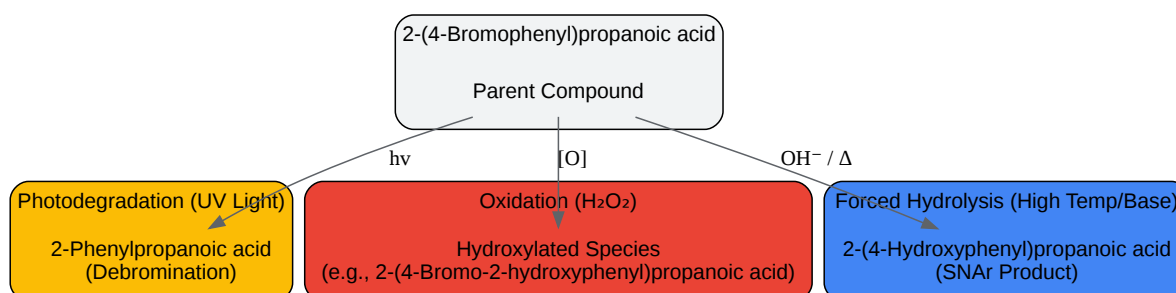 2-(4-Bromophenyl)propanoic acid
Parent Compound
hv
[O]
OH⁻ / Δ
Photodegradation (UV Light)
2-Phenylpropanoic acid
(Debromination)
Oxidation (H₂O₂)
Hydroxylated Species
(e.g., 2-(4-Bromo-2-hydroxyphenyl)propanoic acid)
Forced Hydrolysis (High Temp/Base)
2-(4-Hydroxyphenyl)propanoic acid
(SNAr Product)